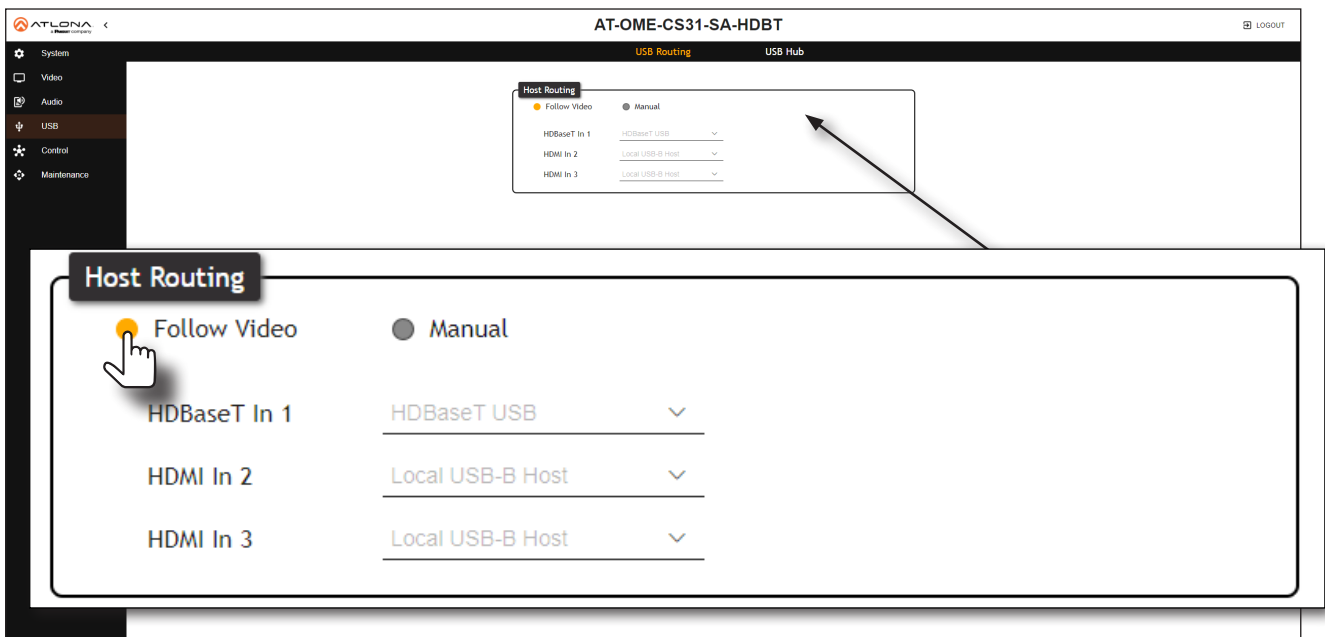 ATLONA
a Panduit company
AT-OME-CS31-SA-HDBT
LOGOUT
System
USB Routing USB Hub
Video
Audio
USB
Control
Maintenance
Host Routing
Follow Video Manual
HDBaseT In 1 HDBaseT USB
HDMI In 2 Local USB-B Host
HDMI In 3 Local USB-B Host
Host Routing
Follow Video Manual
HDBaseT In 1 HDBaseT USB
HDMI In 2 Local USB-B Host
HDMI In 3 Local USB-B Host